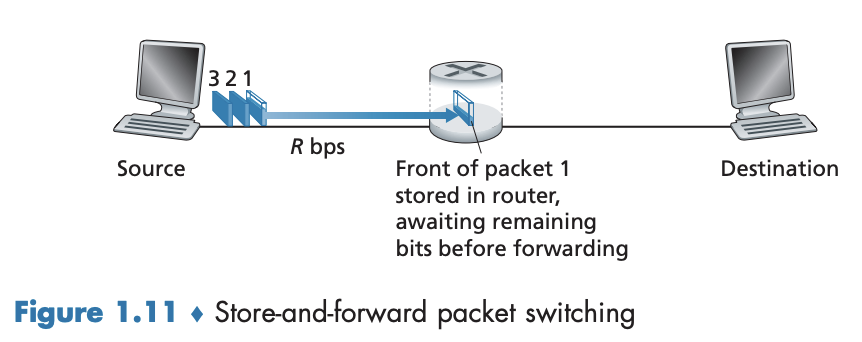 3 2 1
R bps
Source
Front of packet 1
stored in router,
awaiting remaining
bits before forwarding
Destination
Figure 1.11 ♦ Store-and-forward packet switching